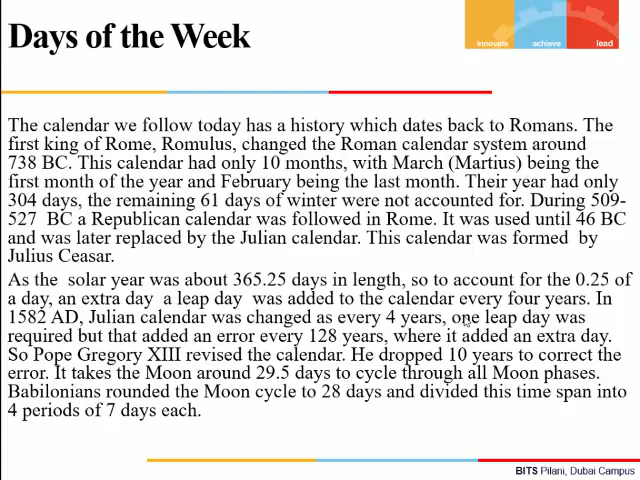 Days of the Week
innovate achieve lead
The calendar we follow today has a history which dates back to Romans. The
first king of Rome, Romulus, changed the Roman calendar system around
738 BC. This calendar had only 10 months, with March (Martius) being the
first month of the year and February being the last month. Their year had only
304 days, the remaining 61 days of winter were not accounted for. During 509-
527 BC a Republican calendar was followed in Rome. It was used until 46 BC
and was later replaced by the Julian calendar. This calendar was formed by
Julius Ceasar.
As the solar year was about 365.25 days in length, so to account for the 0.25 of
a day, an extra day a leap day was added to the calendar every four years. In
1582 AD, Julian calendar was changed as every 4 years, one leap day was
required but that added an error every 128 years, where it added an extra day.
So Pope Gregory XIII revised the calendar. He dropped 10 years to correct the
error. It takes the Moon around 29.5 days to cycle through all Moon phases.
Babilonians rounded the Moon cycle to 28 days and divided this time span into
4 periods of 7 days each.
BITS Pilani, Dubai Campus